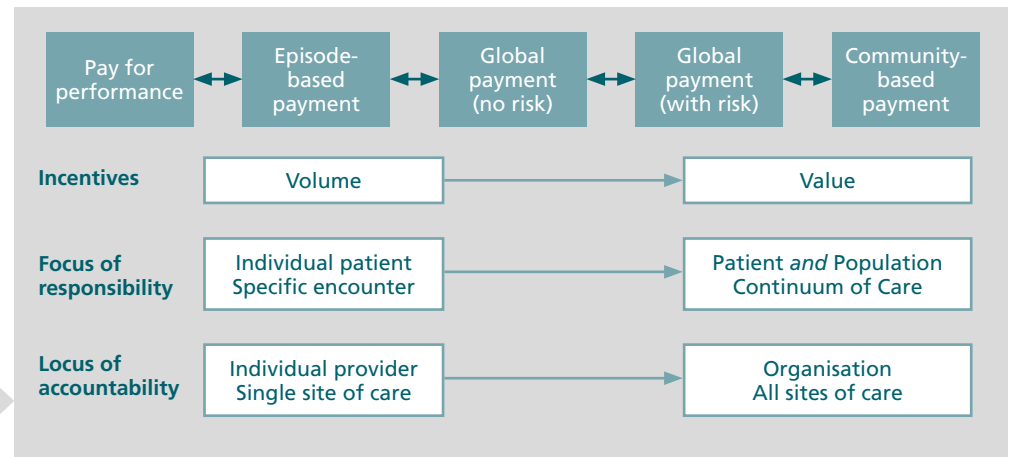 Pay for
performance
Episode-
based
payment
Global
payment
(no risk)
Global
payment
(with risk)
Community-
based
payment
Incentives
Volume
Value
Focus of
responsibility
Individual patient
Specific encounter
Patient and Population
Continuum of Care
Locus of
accountability
Individual provider
Single site of care
Organisation
All sites of care